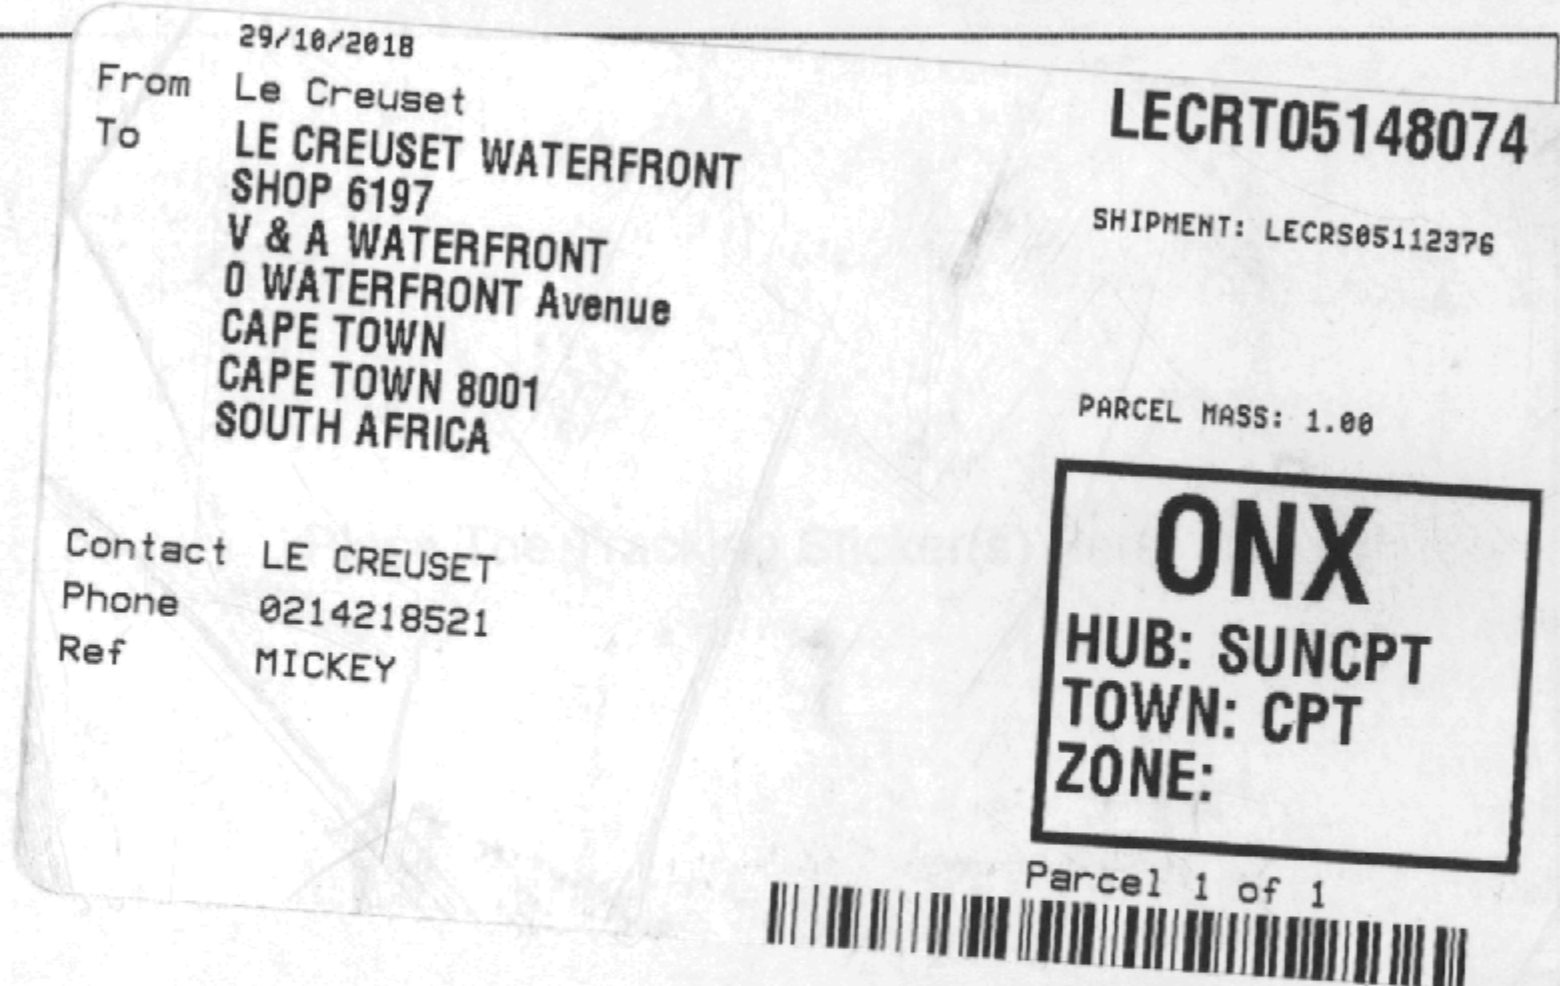 29/10/2018
From Le Creuset
To LE CREUSET WATERFRONT
SHOP 6197
V & A WATERFRONT
0 WATERFRONT Avenue
CAPE TOWN
CAPE TOWN 8001
SOUTH AFRICA
Contact LE CREUSET
Phone 0214218521
Ref MICKEY
LECRT05148074
SHIPMENT: LECRS05112376
PARCEL MASS: 1.00
ONX
HUB: SUNCPT
TOWN: CPT
ZONE:
Parcel 1 of 1